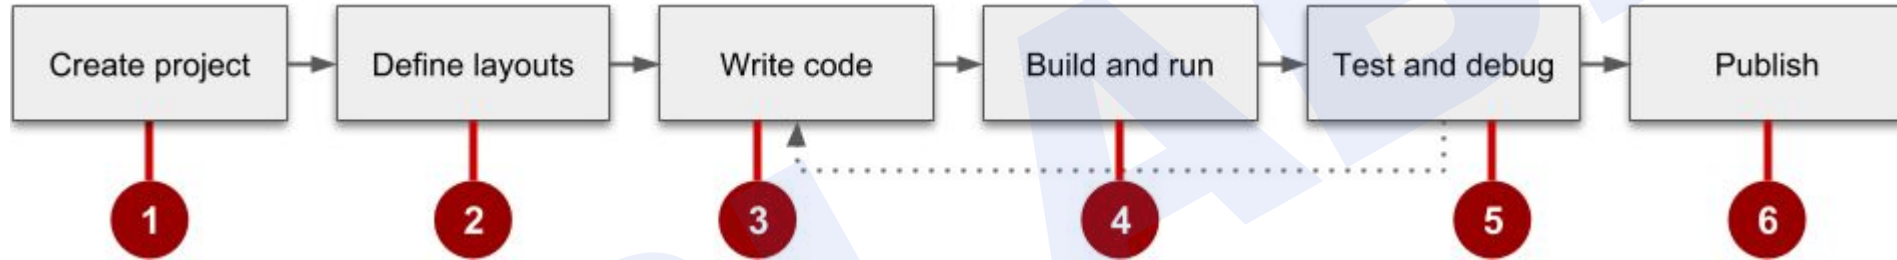 Create project
Define layouts
Write code
Build and run
Test and debug
Publish
1
2
3
4
5
6